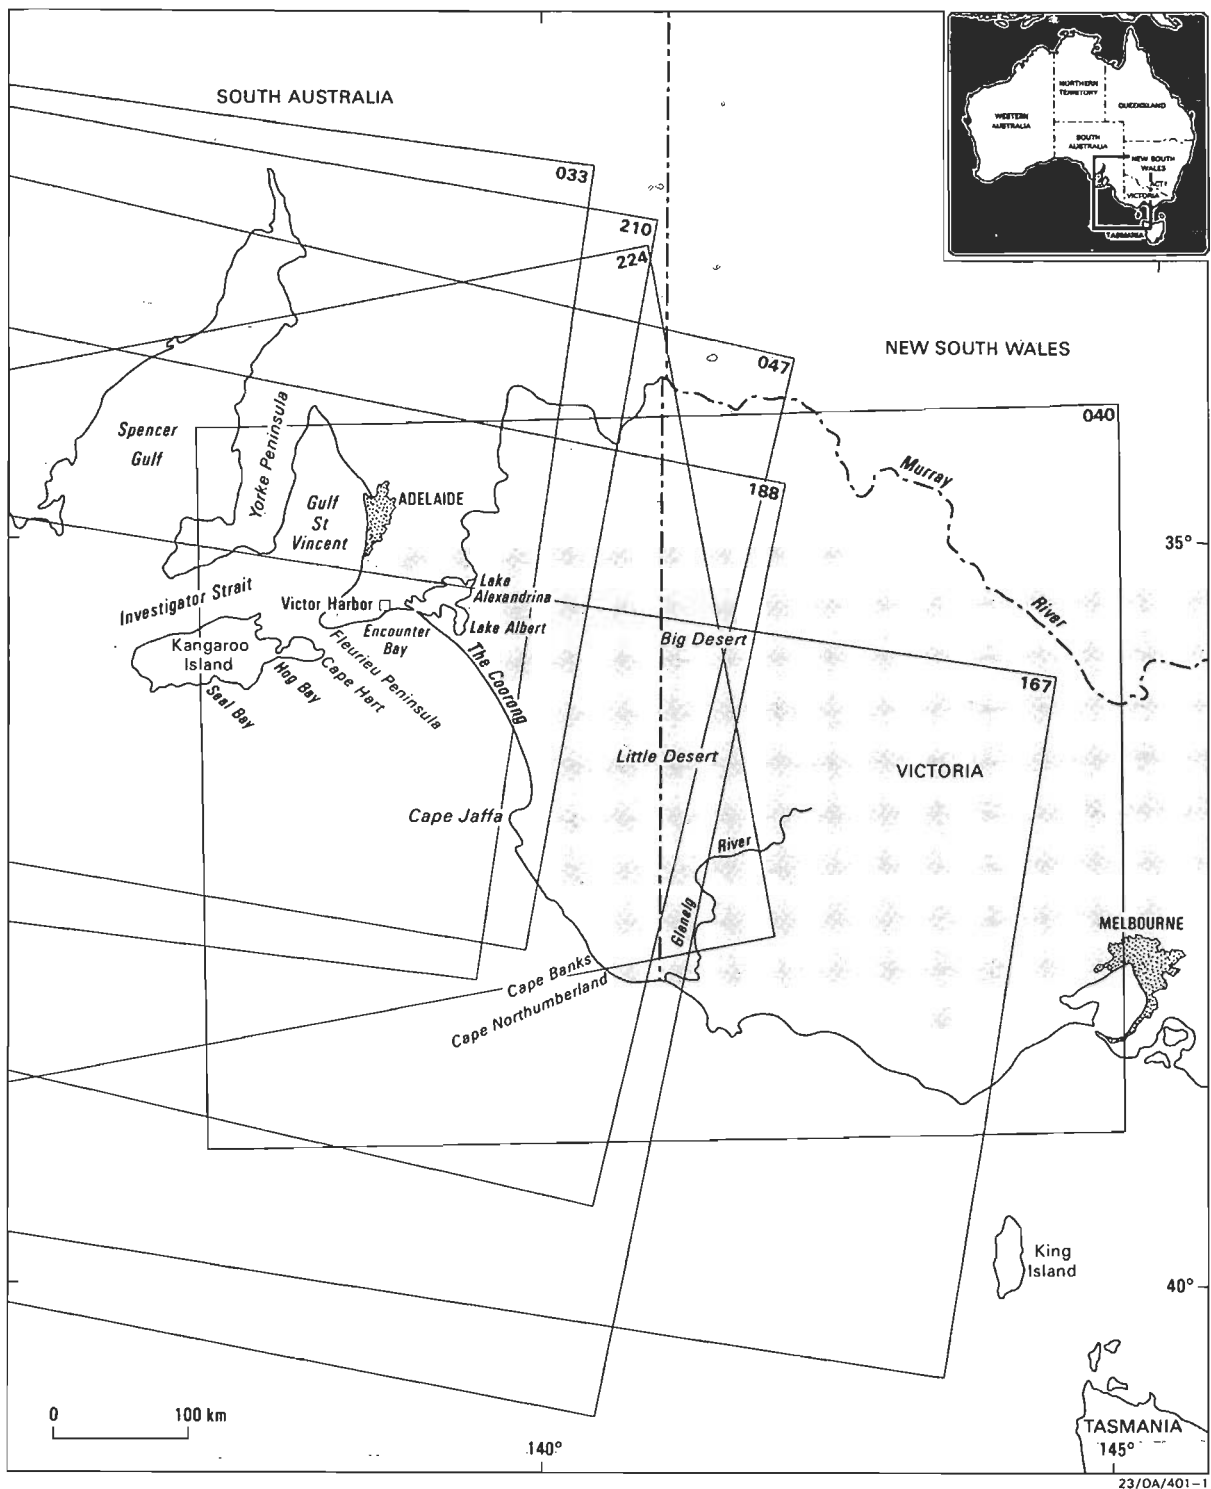 SOUTH AUSTRALIA
WESTERN
AUSTRALIA
NORTHERN
TERRITORY
QUEENSLAND
SOUTH
AUSTRALIA
NEW SOUTH
WALES
ACT
VICTORIA
TASMANIA
033
210
224
NEW SOUTH WALES
047
040
Spencer
Gulf
Yorke Peninsula
Murray
188
Gulf
St
Vincent
ADELAIDE
35°
Investigator Strait
Lake
Alexandrina
Victor Harbor
River
Encounter
Bay
Lake Albert
Big Desert
Kangaroo
Island
Fleurieu Peninsula
The Coorong
Cape Hart
Hog Bay
Seal Bay
167
Little Desert
VICTORIA
Cape Jaffa
River
Glenelg
MELBOURNE
Cape Banks
Cape Northumberland
King
Island
40°
0
100 km
TASMANIA
140°
145°
23/OA/401-1